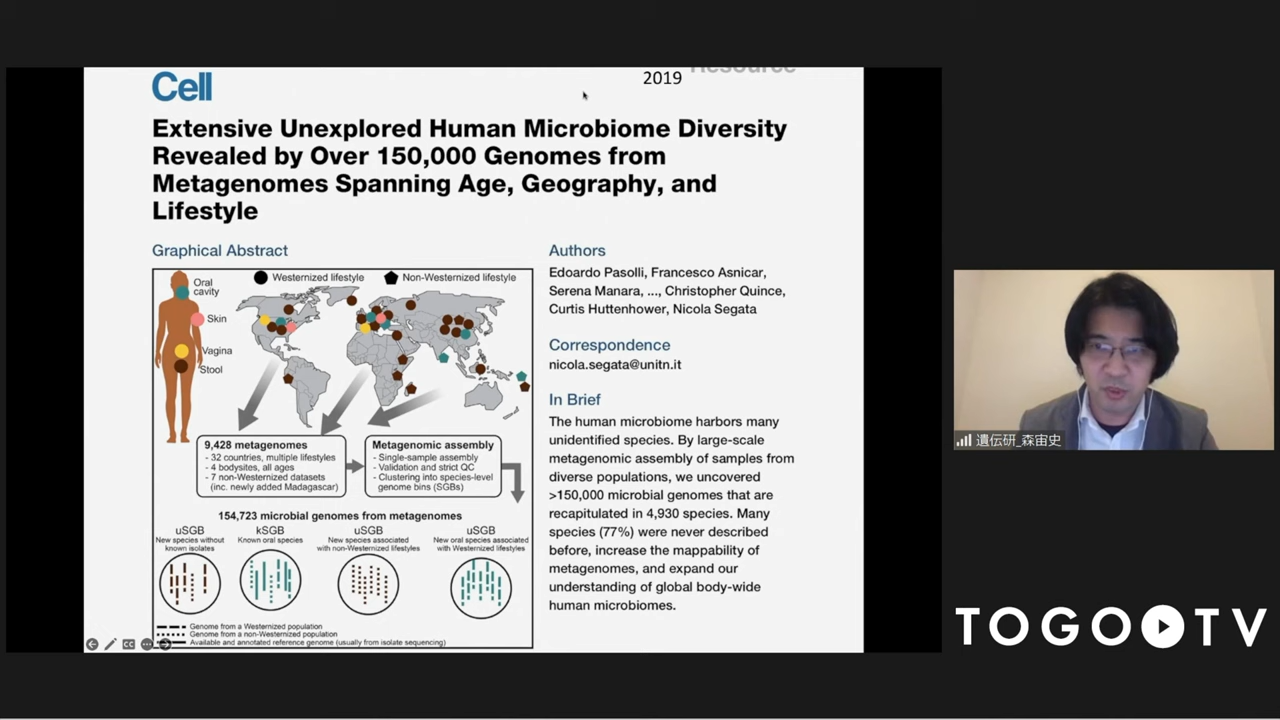 Cell
2019
Resource
Extensive Unexplored Human Microbiome Diversity
Revealed by Over 150,000 Genomes from
Metagenomes Spanning Age, Geography, and
Lifestyle
Graphical Abstract
Oral
cavity
Skin
Vagina
Stool
Westernized lifestyle
Non-Westernized lifestyle
9,428 metagenomes
- 32 countries, multiple lifestyles
- 4 bodysites, all ages
- 7 non-Westernized datasets
(inc. newly added Madagascar)
Metagenomic assembly
- Single-sample assembly
- Validation and strict QC
- Clustering into species-level
genome bins (SGBs)
154,723 microbial genomes from metagenomes
uSGB
New species without
known isolates
kSGB
Known oral species
uSGB
New species associated
with non-Westernized lifestyles
uSGB
New oral species associated
with Westernized lifestyles
Genome from a Westernized population
Genome from a non-Westernized population
Available and annotated reference genome (usually from isolate sequencing)
CC
Authors
Edoardo Pasolli, Francesco Asnicar,
Serena Manara, ..., Christopher Quince,
Curtis Huttenhower, Nicola Segata
Correspondence
nicola.segata@unitn.it
In Brief
The human microbiome harbors many
unidentified species. By large-scale
metagenomic assembly of samples from
diverse populations, we uncovered
>150,000 microbial genomes that are
recapitulated in 4,930 species. Many
species (77%) were never described
before, increase the mappability of
metagenomes, and expand our
understanding of global body-wide
human microbiomes.
遺伝研_森宙史
TOGO TV